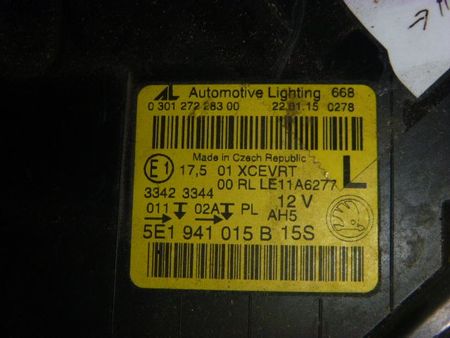 AL Automotive Lighting 668
0 301 272 283 00 22.01.15 0278
Made in Czech Republic
E1 17,5 01 XCEVRT
00 RL LE11A6277 L
3342 3344 12 V
011 02A PL AH5
5E1 941 015 B 15S